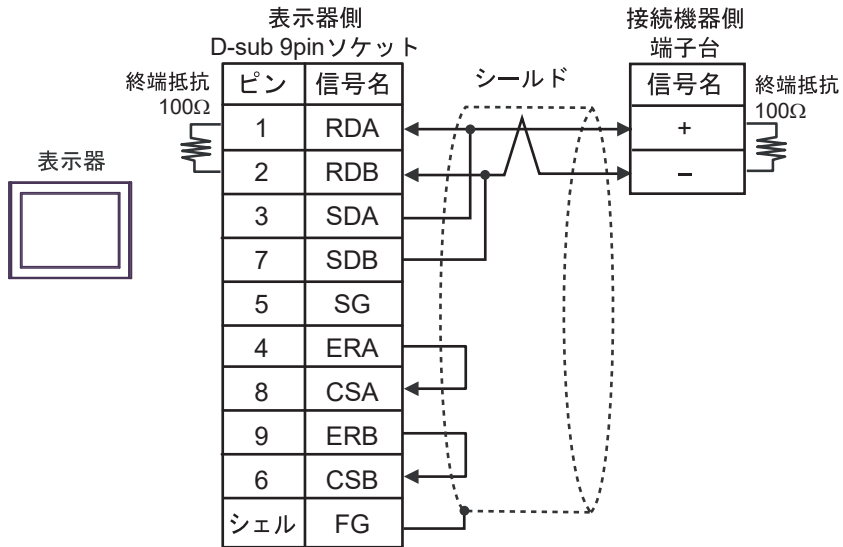 表示器側
D-sub 9pinソケット
接続機器側
端子台
終端抵抗
100Ω
ピン 信号名
シールド
信号名
終端抵抗
100Ω
1 RDA
+
2 RDB
−
表示器
3 SDA
7 SDB
5 SG
4 ERA
8 CSA
9 ERB
6 CSB
シェル FG